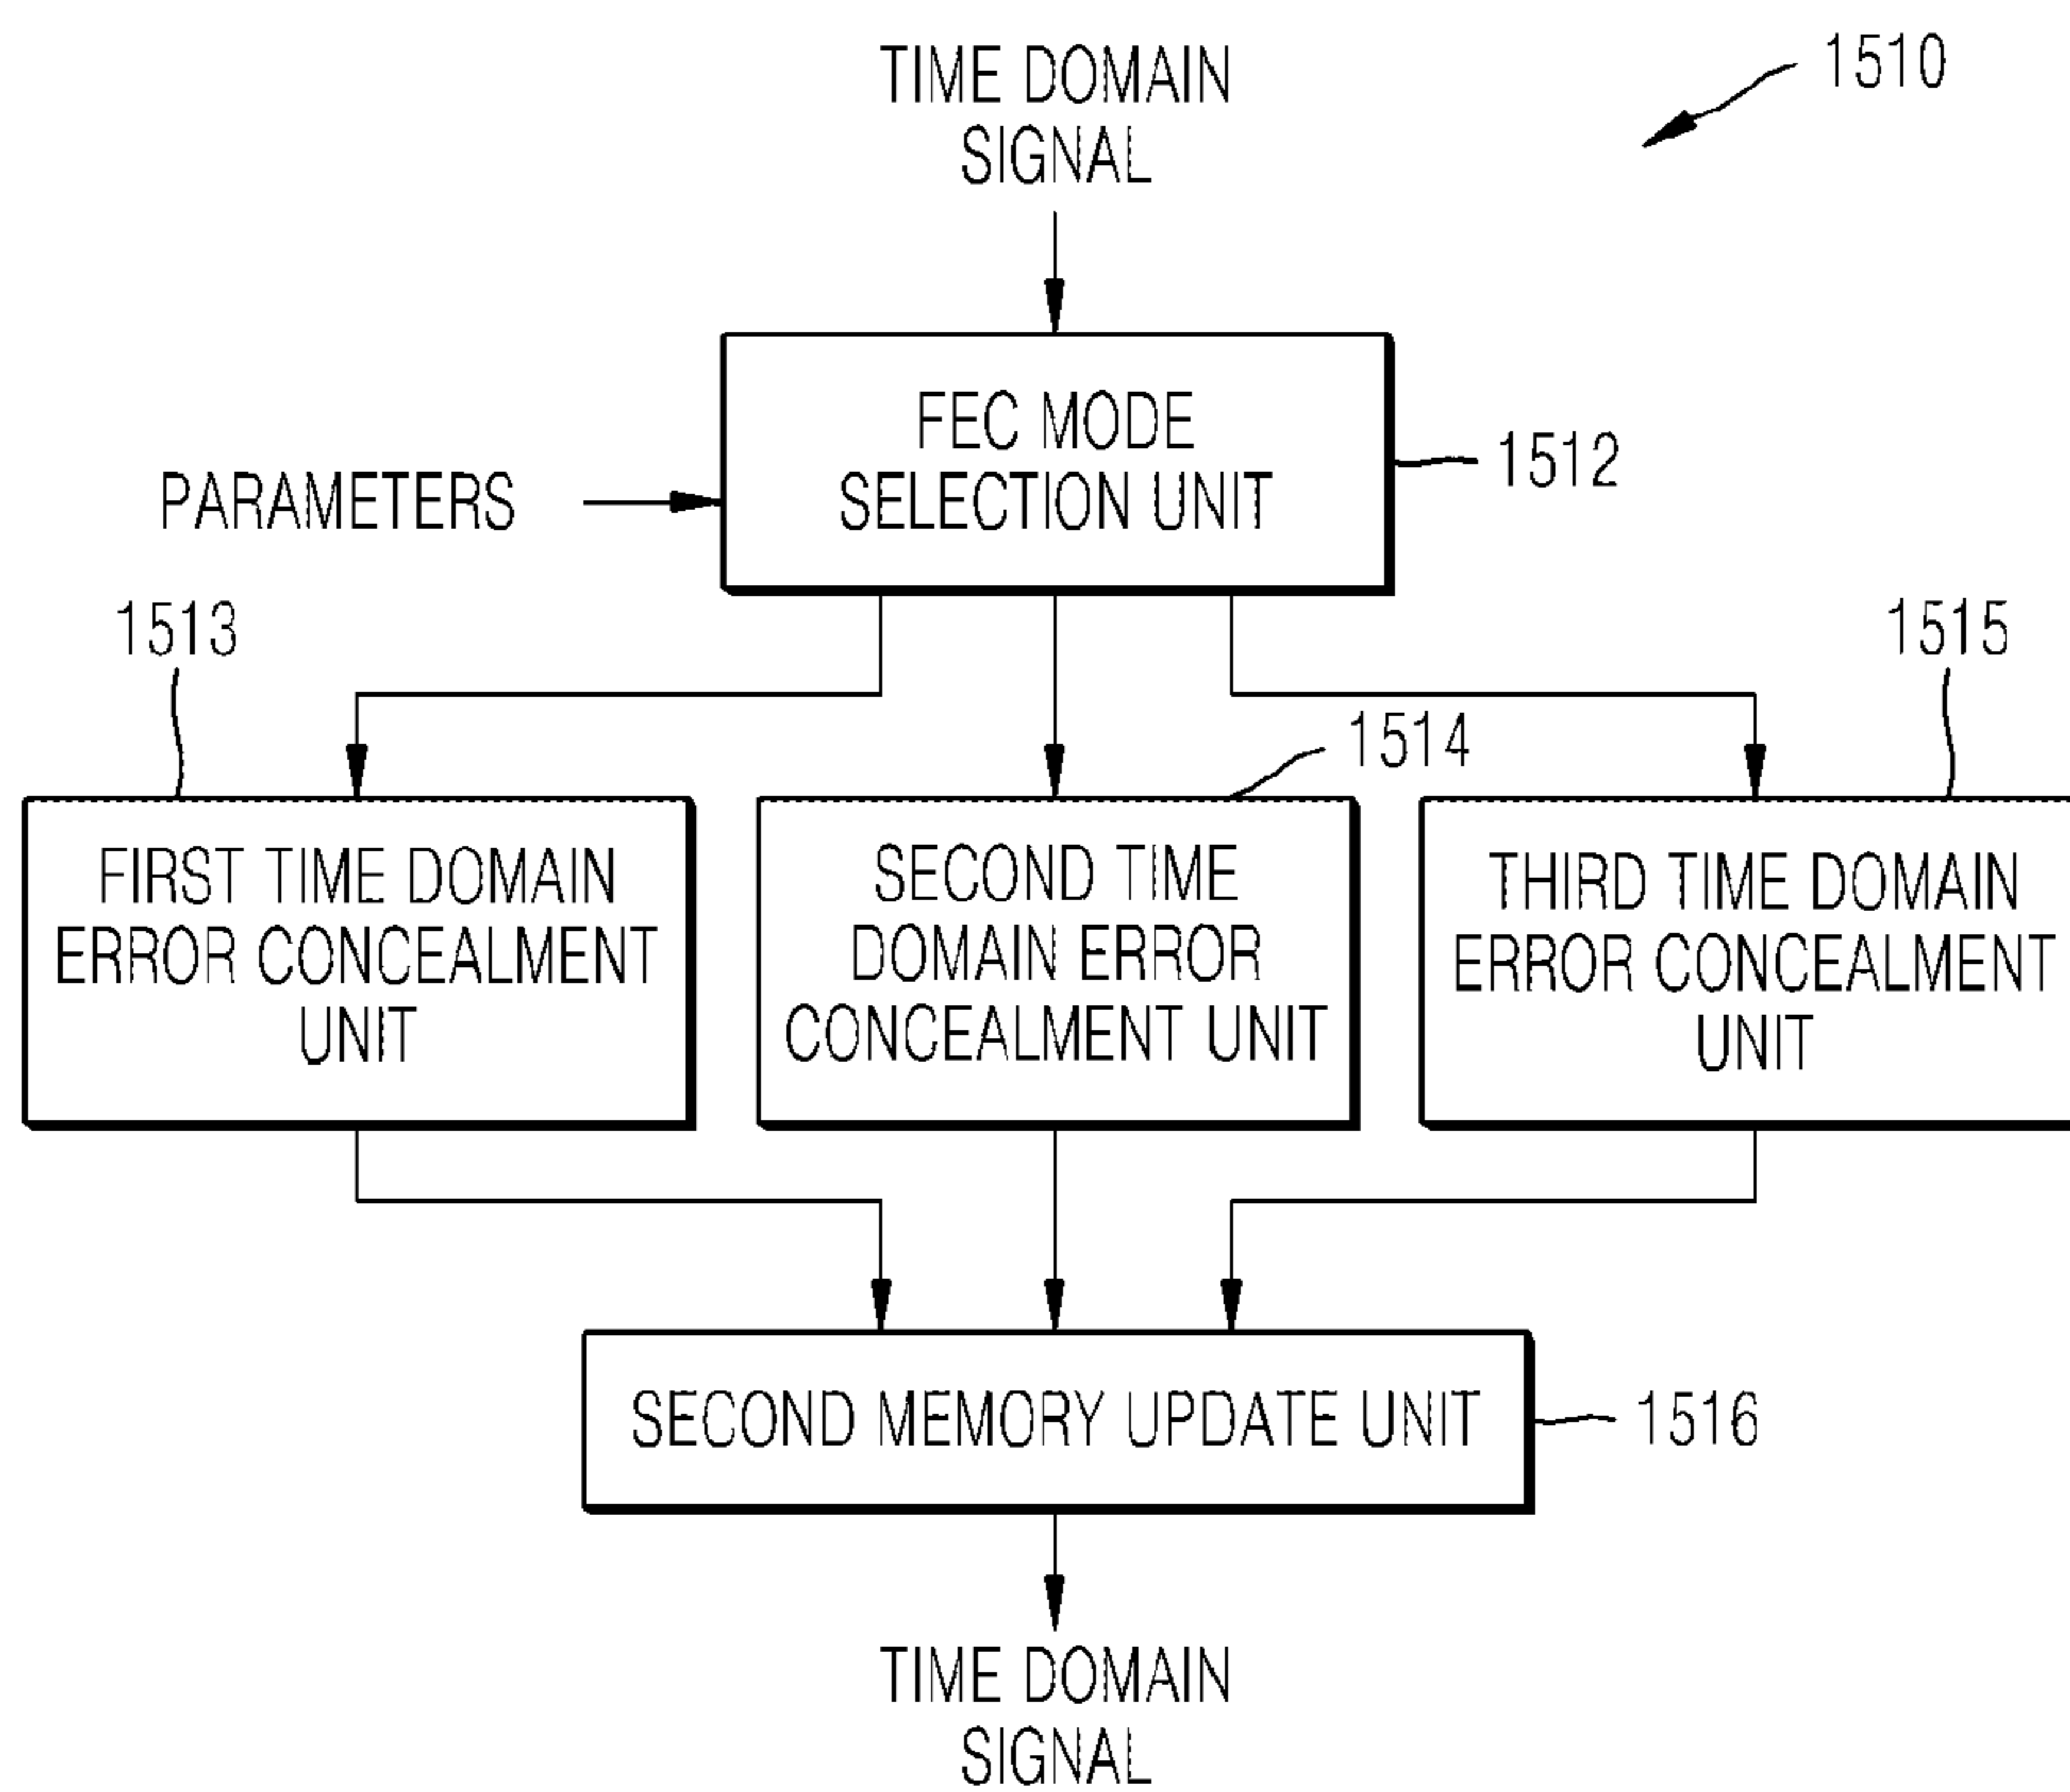 TIME DOMAIN
SIGNAL
1510
FEC MODE
SELECTION UNIT
1512
PARAMETERS
1513
1515
1514
FIRST TIME DOMAIN
ERROR CONCEALMENT
UNIT
SECOND TIME
DOMAIN ERROR
CONCEALMENT UNIT
THIRD TIME DOMAIN
ERROR CONCEALMENT
UNIT
SECOND MEMORY UPDATE UNIT
1516
TIME DOMAIN
SIGNAL